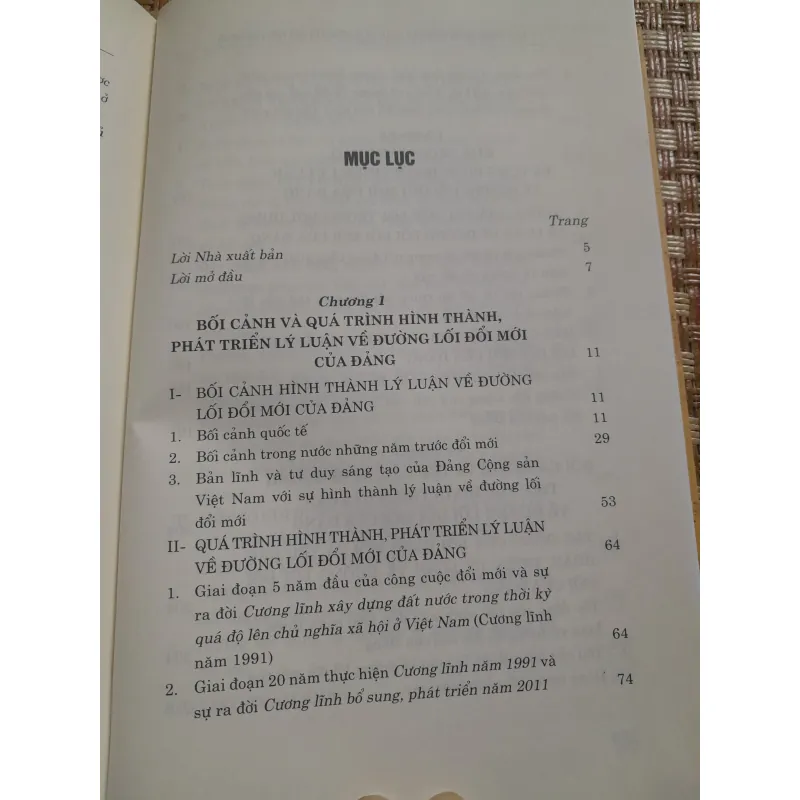 ợc
ở
MỤC LỤC
Trang
Lời Nhà xuất bản 5
Lời mở đầu 7
Chương 1
BỐI CẢNH VÀ QUÁ TRÌNH HÌNH THÀNH,
PHÁT TRIỂN LÝ LUẬN VỀ ĐƯỜNG LỐI ĐỔI MỚI
CỦA ĐẢNG 11
I- BỐI CẢNH HÌNH THÀNH LÝ LUẬN VỀ ĐƯỜNG
LỐI ĐỔI MỚI CỦA ĐẢNG 11
1. Bối cảnh quốc tế 11
2. Bối cảnh trong nước những năm trước đổi mới 29
3. Bản lĩnh và tư duy sáng tạo của Đảng Cộng sản
Việt Nam với sự hình thành lý luận về đường lối
đổi mới 53
II- QUÁ TRÌNH HÌNH THÀNH, PHÁT TRIỂN LÝ LUẬN
VỀ ĐƯỜNG LỐI ĐỔI MỚI CỦA ĐẢNG 64
1. Giai đoạn 5 năm đầu của công cuộc đổi mới và sự
ra đời Cương lĩnh xây dựng đất nước trong thời kỳ
quá độ lên chủ nghĩa xã hội ở Việt Nam (Cương lĩnh
năm 1991) 64
2. Giai đoạn 20 năm thực hiện Cương lĩnh năm 1991 và
sự ra đời Cương lĩnh bổ sung, phát triển năm 2011 74